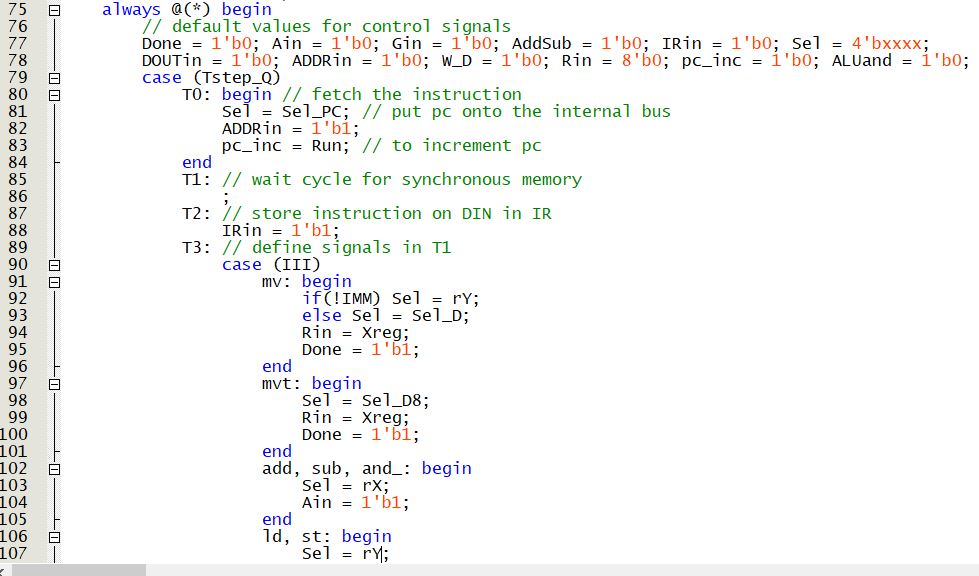 75 always @(*) begin
76 // default values for control signals
77 Done = 1'b0; Ain = 1'b0; Gin = 1'b0; AddSub = 1'b0; IRin = 1'b0; Sel = 4'bxxxx;
78 DOUTin = 1'b0; ADDRin = 1'b0; W_D = 1'b0; Rin = 8'b0; pc_inc = 1'b0; ALUand = 1'b0;
79 case (Tstep_Q)
80 T0: begin // fetch the instruction
81 Sel = Sel_PC; // put pc onto the internal bus
82 ADDRin = 1'b1;
83 pc_inc = Run; // to increment pc
84 end
85 T1: // wait cycle for synchronous memory
86 ;
87 T2: // store instruction on DIN in IR
88 IRin = 1'b1;
89 T3: // define signals in T1
90 case (III)
91 mv: begin
92 if(!IMM) Sel = rY;
93 else Sel = Sel_D;
94 Rin = Xreg;
95 Done = 1'b1;
96 end
97 mvt: begin
98 Sel = Sel_D8;
99 Rin = Xreg;
100 Done = 1'b1;
101 end
102 add, sub, and_: begin
103 Sel = rX;
104 Ain = 1'b1;
105 end
106 ld, st: begin
107 Sel = rY;